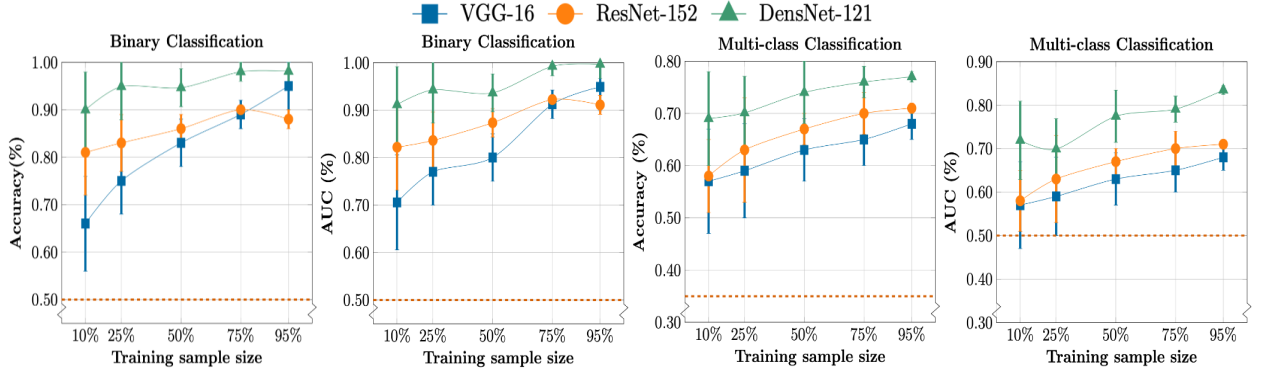 VGG-16 ResNet-152 DensNet-121
Binary Classification
Accuracy(%)
1.00
0.90
0.80
0.70
0.60
0.50
10% 25% 50% 75% 95%
Training sample size
Binary Classification
AUC (%)
1.00
0.90
0.80
0.70
0.60
0.50
10% 25% 50% 75% 95%
Training sample size
Multi-class Classification
Accuracy (%)
0.80
0.70
0.60
0.50
0.40
0.30
10% 25% 50% 75% 95%
Training sample size
Multi-class Classification
AUC (%)
0.90
0.80
0.70
0.60
0.50
0.40
0.30
10% 25% 50% 75% 95%
Training sample size